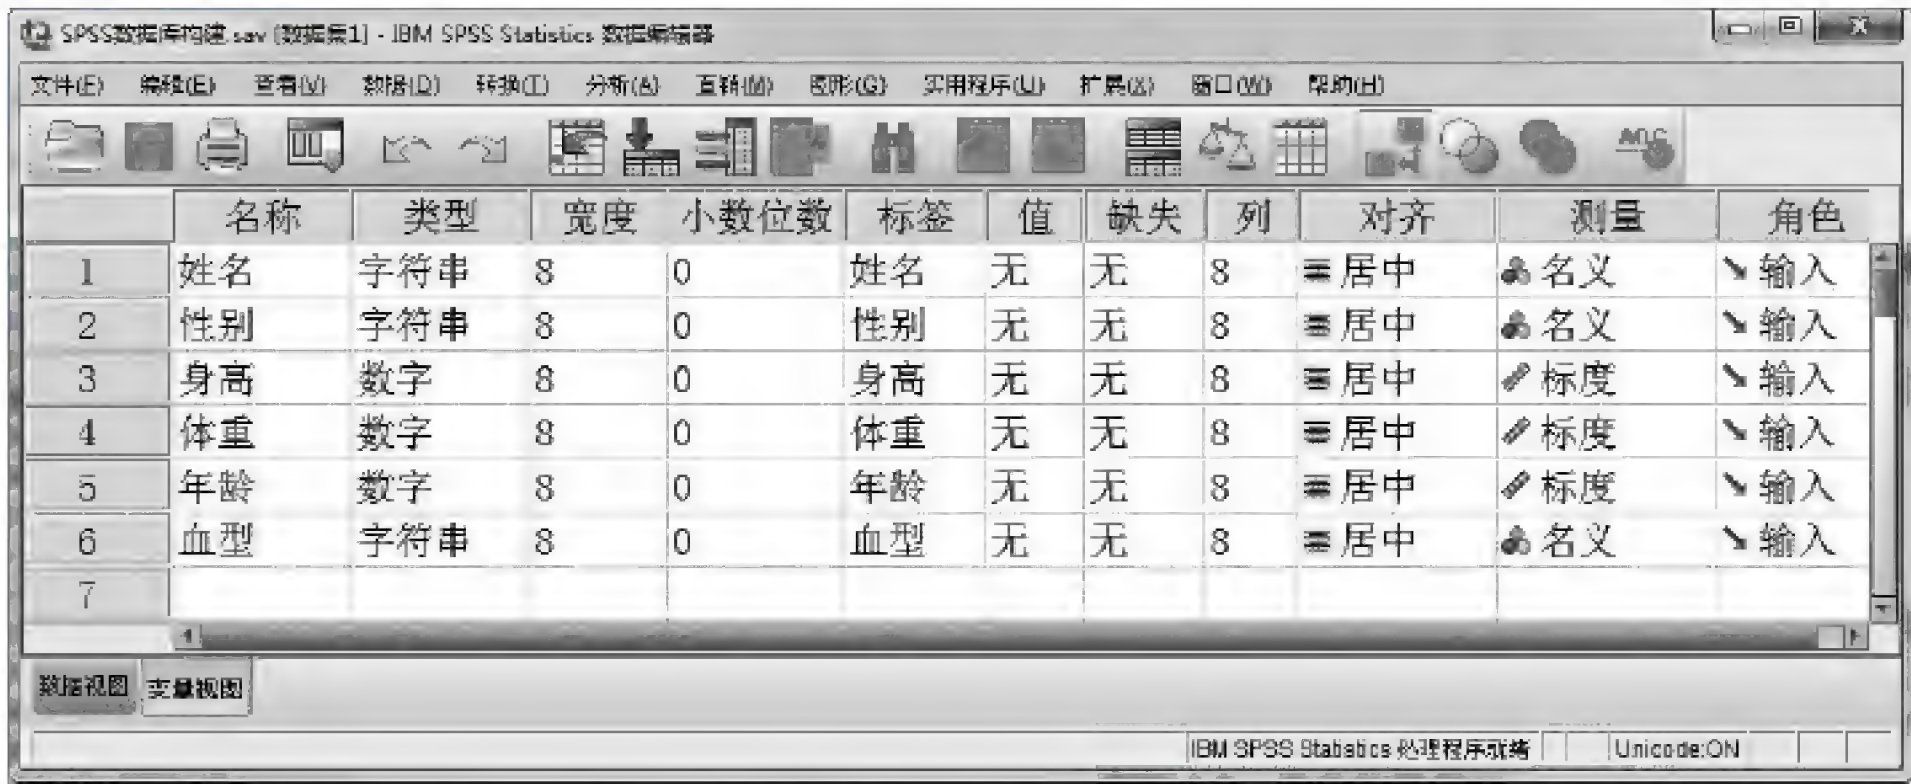 SPSS数据库构建.sav [数据集1] - IBM SPSS Statistics 数据编辑器
文件(F) 编辑(E) 查看(V) 数据(D) 转换(T) 分析(A) 直销(M) 图形(G) 实用程序(U) 扩展(X) 窗口(W) 帮助(H)
名称 类型 宽度 小数位数 标签 值 缺失 列 对齐 测量 角色
1 姓名 字符串 8 0 姓名 无 无 8 居中 名义 输入
2 性别 字符串 8 0 性别 无 无 8 居中 名义 输入
3 身高 数字 8 0 身高 无 无 8 居中 标度 输入
4 体重 数字 8 0 体重 无 无 8 居中 标度 输入
5 年龄 数字 8 0 年龄 无 无 8 居中 标度 输入
6 血型 字符串 8 0 血型 无 无 8 居中 名义 输入
7
数据视图 变量视图
IBM SPSS Statistics 处理程序就绪 Unicode:ON